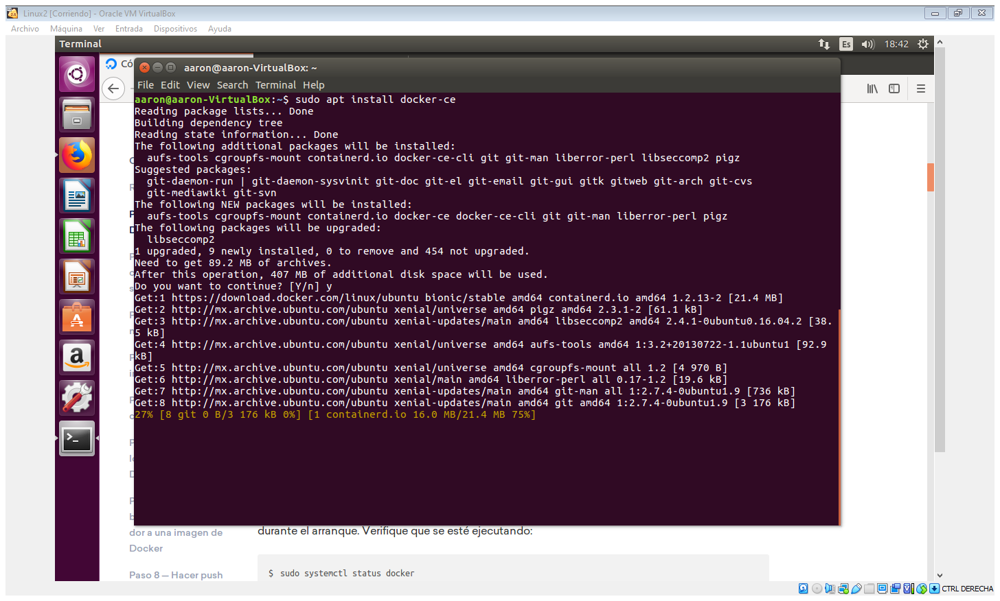 Linux2 [Corriendo] - Oracle VM VirtualBox
Archivo Máquina Ver Entrada Dispositivos Ayuda
Terminal
Es
18:42
Có
aaron@aaron-VirtualBox: ~
File Edit View Search Terminal Help
aaron@aaron-VirtualBox:~$ sudo apt install docker-ce
Reading package lists... Done
Building dependency tree
Reading state information... Done
The following additional packages will be installed:
aufs-tools cgroupfs-mount containerd.io docker-ce-cli git git-man liberror-perl libseccomp2 pigz
Suggested packages:
git-daemon-run | git-daemon-sysvinit git-doc git-el git-email git-gui gitk gitweb git-arch git-cvs
git-mediawiki git-svn
The following NEW packages will be installed:
aufs-tools cgroupfs-mount containerd.io docker-ce docker-ce-cli git git-man liberror-perl pigz
The following packages will be upgraded:
libseccomp2
1 upgraded, 9 newly installed, 0 to remove and 454 not upgraded.
Need to get 89.2 MB of archives.
After this operation, 407 MB of additional disk space will be used.
Do you want to continue? [Y/n] y
Get:1 https://download.docker.com/linux/ubuntu bionic/stable amd64 containerd.io amd64 1.2.13-2 [21.4 MB]
Get:2 http://mx.archive.ubuntu.com/ubuntu xenial/universe amd64 pigz amd64 2.3.1-2 [61.1 kB]
Get:3 http://mx.archive.ubuntu.com/ubuntu xenial-updates/main amd64 libseccomp2 amd64 2.4.1-0ubuntu0.16.04.2 [38.
5 kB]
Get:4 http://mx.archive.ubuntu.com/ubuntu xenial/universe amd64 aufs-tools amd64 1:3.2+20130722-1.1ubuntu1 [92.9
kB]
Get:5 http://mx.archive.ubuntu.com/ubuntu xenial/universe amd64 cgroupfs-mount all 1.2 [4 970 B]
Get:6 http://mx.archive.ubuntu.com/ubuntu xenial/main amd64 liberror-perl all 0.17-1.2 [19.6 kB]
Get:7 http://mx.archive.ubuntu.com/ubuntu xenial-updates/main amd64 git-man all 1:2.7.4-0ubuntu1.9 [736 kB]
Get:8 http://mx.archive.ubuntu.com/ubuntu xenial-updates/main amd64 git amd64 1:2.7.4-0ubuntu1.9 [3 176 kB]
27% [8 git 0 B/3 176 kB 0%] [1 containerd.io 16.0 MB/21.4 MB 75%]
dor a una imagen de
Docker
Paso 8 — Hacer push
durante el arranque. Verifique que se esté ejecutando:
$ sudo systemctl status docker
CTRL DERECHA